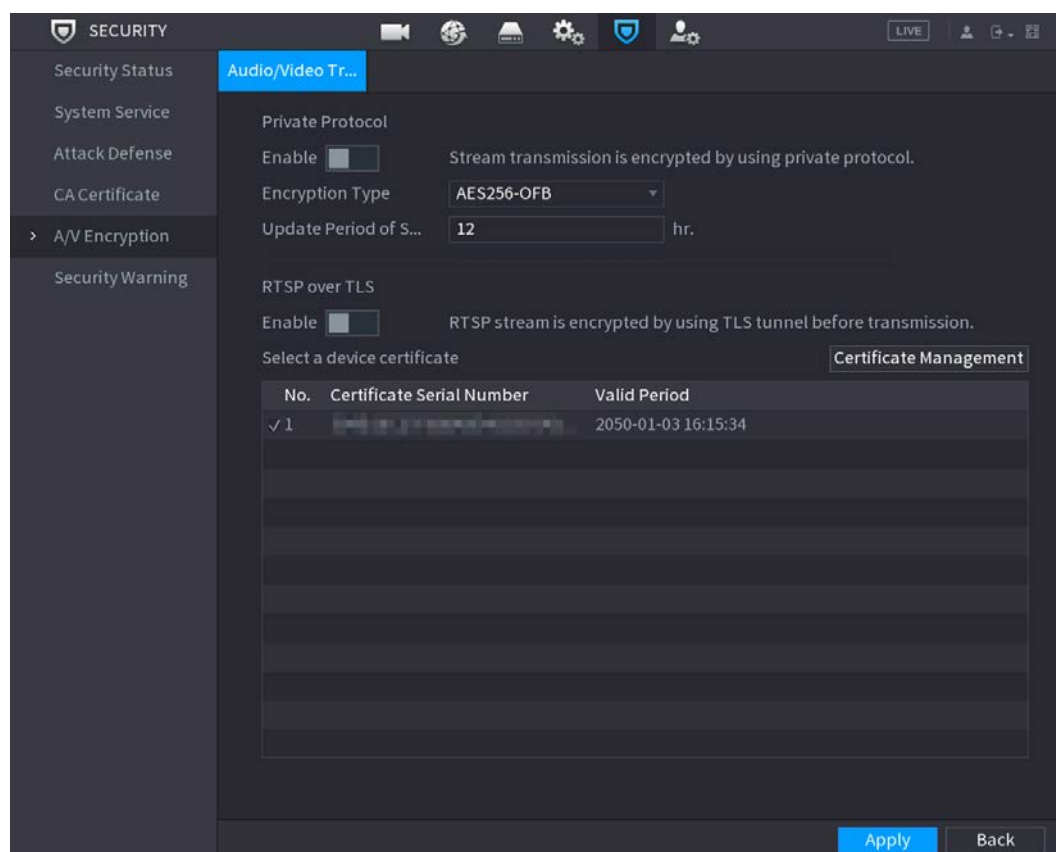 SECURITY
LIVE
Security Status
System Service
Attack Defense
CA Certificate
A/V Encryption
Security Warning
Audio/Video Tr...
Private Protocol
Enable Stream transmission is encrypted by using private protocol.
Encryption Type AES256-OFB
Update Period of S... 12 hr.
RTSP over TLS
Enable RTSP stream is encrypted by using TLS tunnel before transmission.
Select a device certificate Certificate Management
No. Certificate Serial Number Valid Period
1 2050-01-03 16:15:34
Apply Back